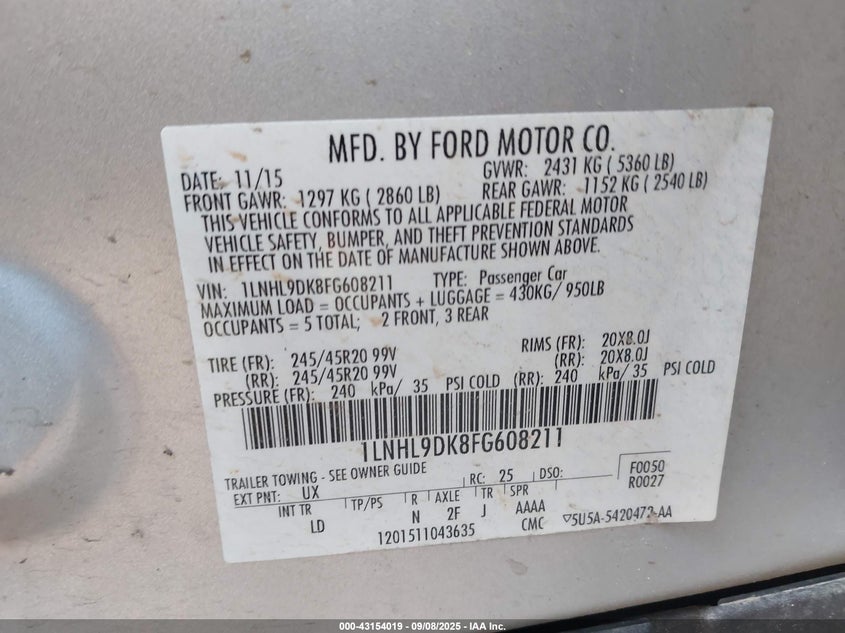 MFD. BY FORD MOTOR CO.
DATE: 11/15 GVWR: 2431 KG ( 5360 LB)
FRONT GAWR: 1297 KG ( 2860 LB) REAR GAWR: 1152 KG ( 2540 LB)
THIS VEHICLE CONFORMS TO ALL APPLICABLE FEDERAL MOTOR
VEHICLE SAFETY, BUMPER, AND THEFT PREVENTION STANDARDS
IN EFFECT ON THE DATE OF MANUFACTURE SHOWN ABOVE.
VIN: 1LNHL9DK8FG608211 TYPE: Passenger Car
MAXIMUM LOAD = OCCUPANTS + LUGGAGE = 430KG/ 950LB
OCCUPANTS = 5 TOTAL; 2 FRONT, 3 REAR
TIRE (FR): 245/45R20 99V RIMS (FR): 20X8.0J
(RR): 245/45R20 99V (RR): 20X8.0J
PRESSURE (FR): 240 kPa/ 35 PSI COLD (RR): 240 kPa/ 35 PSI COLD
1LNHL9DK8FG608211
TRAILER TOWING - SEE OWNER GUIDE
EXT PNT: UX RC: 25 DSO: F0050
R0027
INT TR TP/PS R AXLE TR SPR
LD N 2F J AAAA
1201511043635 CMC ▽5U5A-5420472-AA
000-43154019 - 09/08/2025 - IAA Inc.